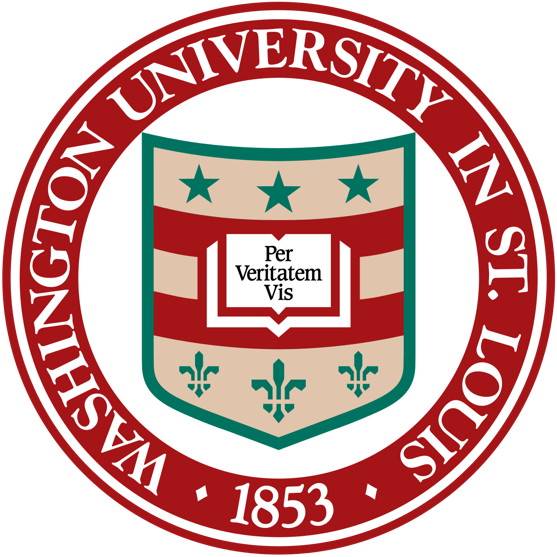 WASHINGTON UNIVERSITY IN ST. LOUIS
Per
Veritatem
Vis
1853